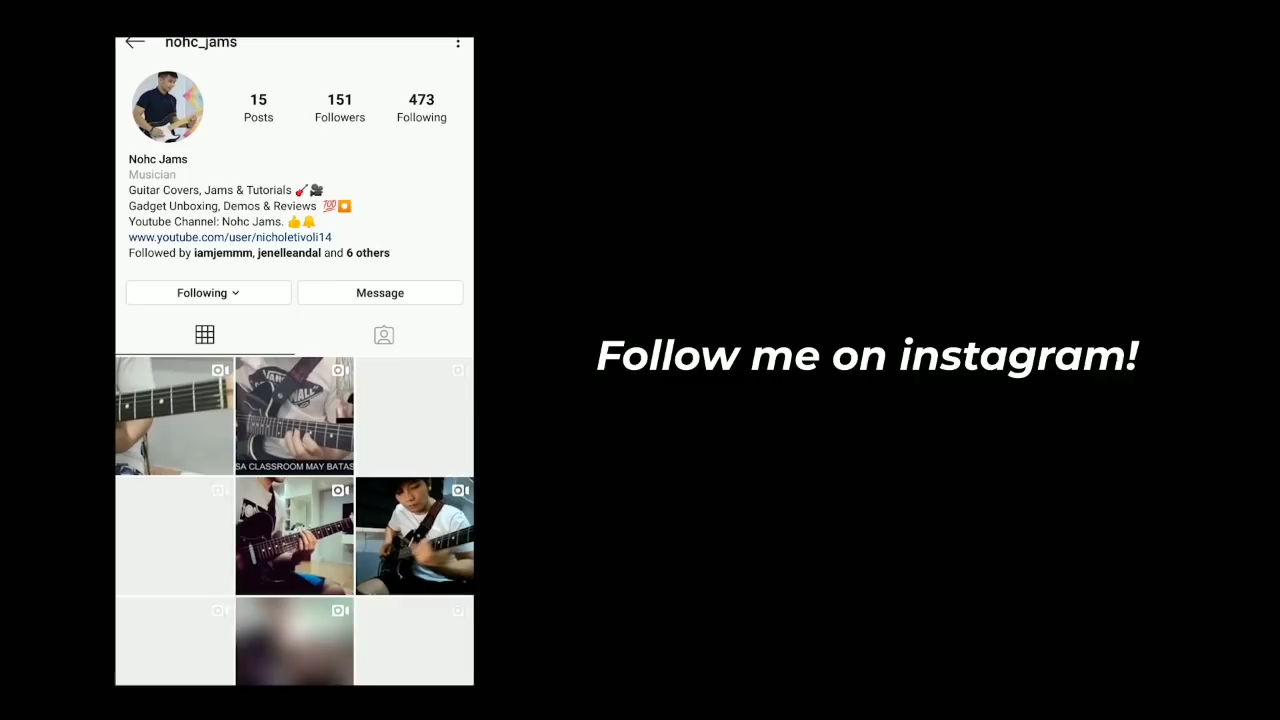 nohc_jams
15 151 473
Posts Followers Following
Nohc Jams
Musician
Guitar Covers, Jams & Tutorials 🎸🎥
Gadget Unboxing, Demos & Reviews 💯⏺️
Youtube Channel: Nohc Jams. 👍🔔
www.youtube.com/user/nicholetivoli14
Followed by iamjemmm, jenelleandal and 6 others
Following Message
SA CLASSROOM MAY BATAS
Follow me on instagram!